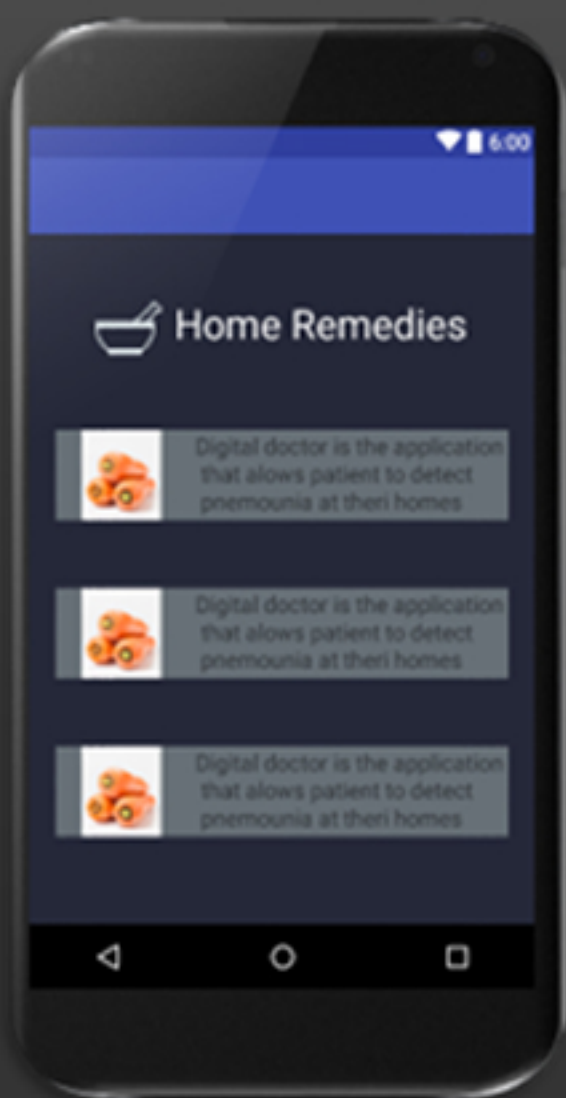 6:00
Home Remedies
Digital doctor is the application
that alows patient to detect
pnemounia at theri homes
Digital doctor is the application
that alows patient to detect
pnemounia at theri homes
Digital doctor is the application
that alows patient to detect
pnemounia at theri homes